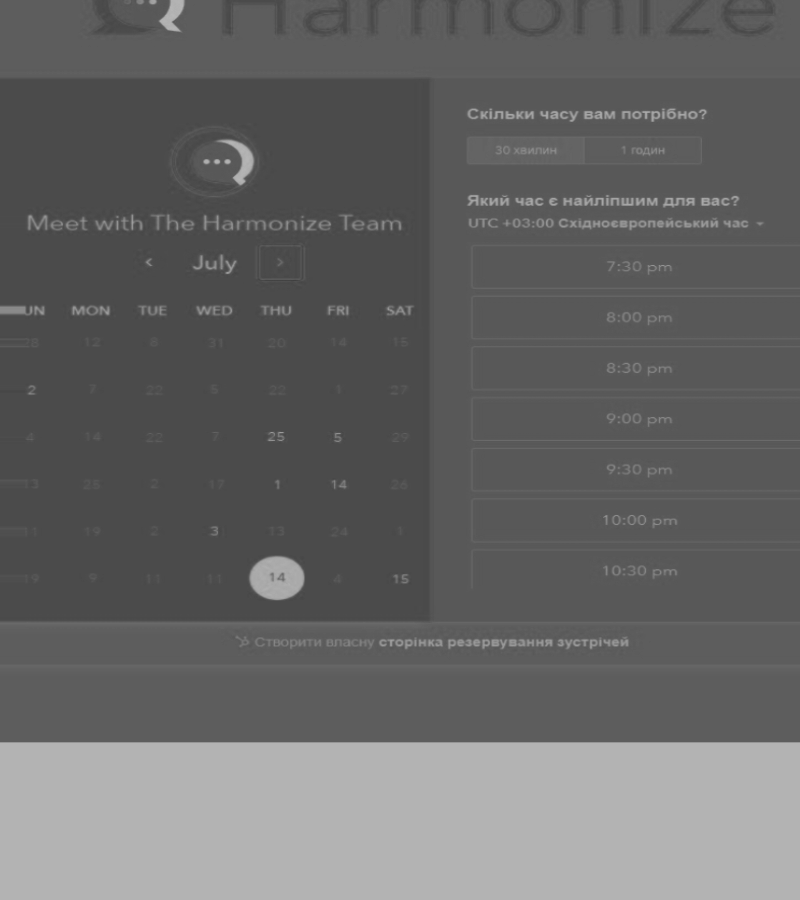 Harmonize
Meet with The Harmonize Team
July
UN MON TUE WED THU FRI SAT
12 8 31 20 14 15
2 7 22 5 22 1 27
4 14 22 7 25 5 29
13 25 2 17 1 14 26
11 19 2 3 13 24 1
19 9 11 11 14 4 15
Скільки часу вам потрібно?
30 хвилин 1 годин
Який час є найліпшим для вас?
UTC +03:00 Східноєвропейський час
7:30 pm
8:00 pm
8:30 pm
9:00 pm
9:30 pm
10:00 pm
10:30 pm
Створити власну сторінка резервування зустрічей